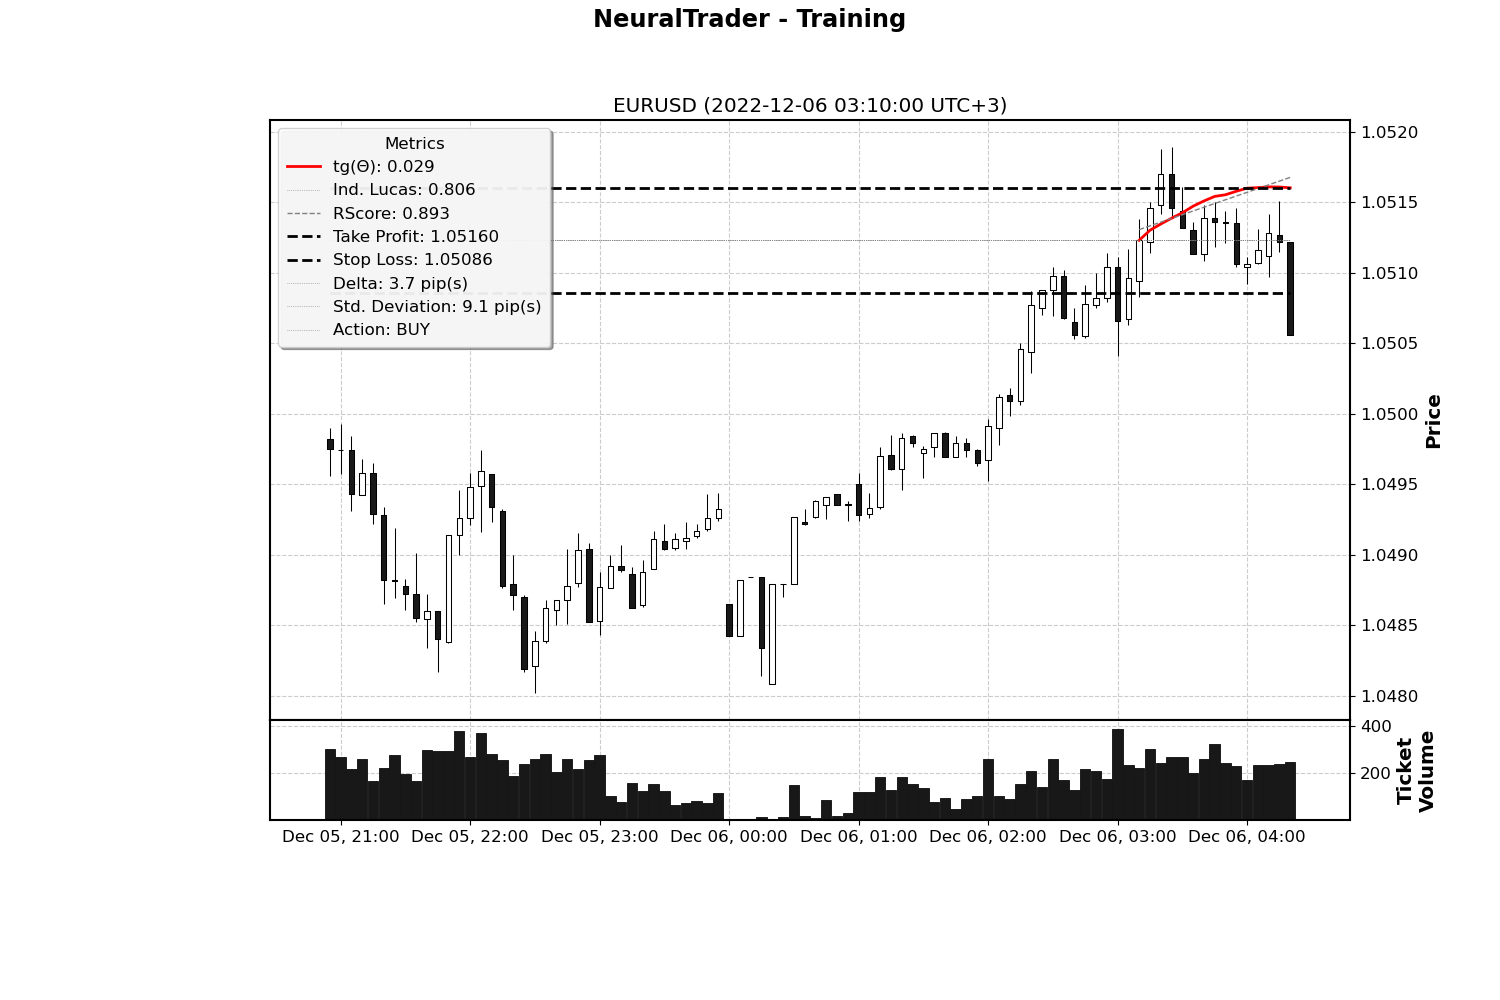 NeuralTrader - Training
EURUSD (2022-12-06 03:10:00 UTC+3)
Metrics
tg(Θ): 0.029
Ind. Lucas: 0.806
RScore: 0.893
Take Profit: 1.05160
Stop Loss: 1.05086
Delta: 3.7 pip(s)
Std. Deviation: 9.1 pip(s)
Action: BUY
1.0520
1.0515
1.0510
1.0505
1.0500
1.0495
1.0490
1.0485
1.0480
Price
400
200
Ticket
Volume
Dec 05, 21:00
Dec 05, 22:00
Dec 05, 23:00
Dec 06, 00:00
Dec 06, 01:00
Dec 06, 02:00
Dec 06, 03:00
Dec 06, 04:00